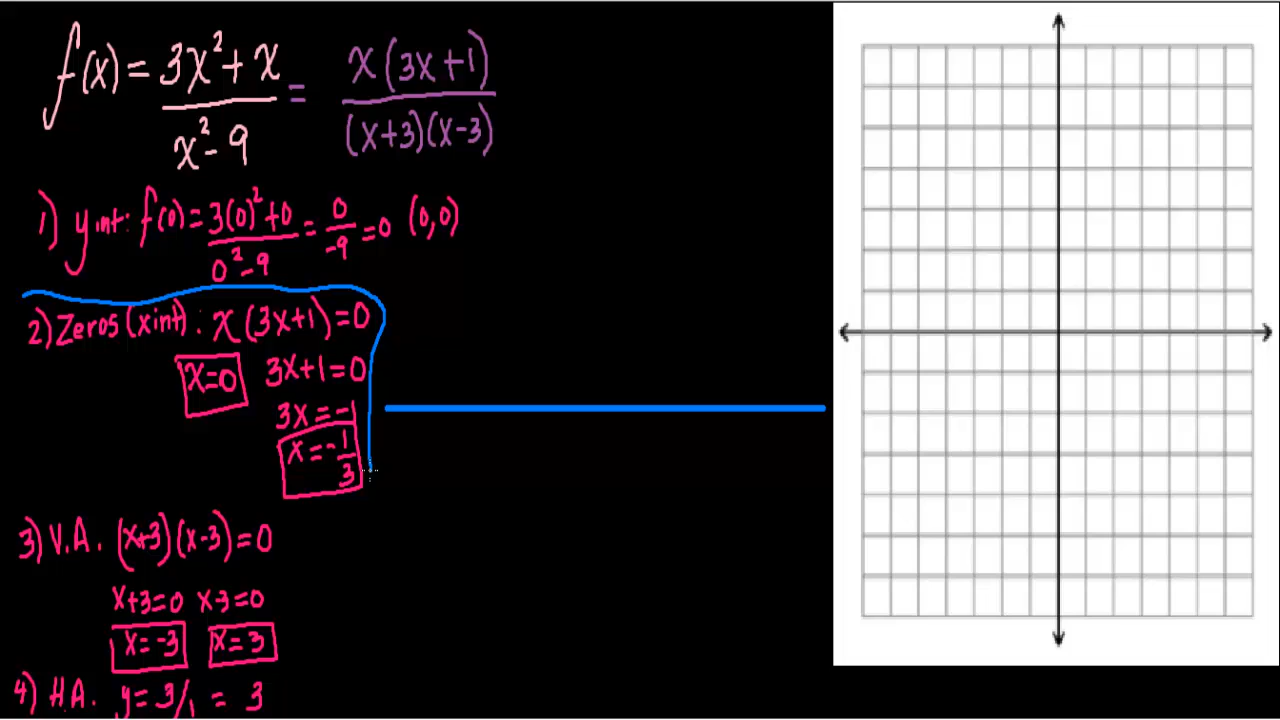 f(x) = 3x² + x / x² - 9 = x(3x+1) / (x+3)(x-3)
1) y int: f(0) = 3(0)² + 0 / 0² - 9 = 0 / -9 = 0 (0,0)
2) Zeros (x int): x(3x+1) = 0
x=0 3x+1=0
3x = -1
x = -1/3
3) V.A. (x+3)(x-3) = 0
x+3=0 x-3=0
x=-3 x=3
4) H.A. y = 3/1 = 3